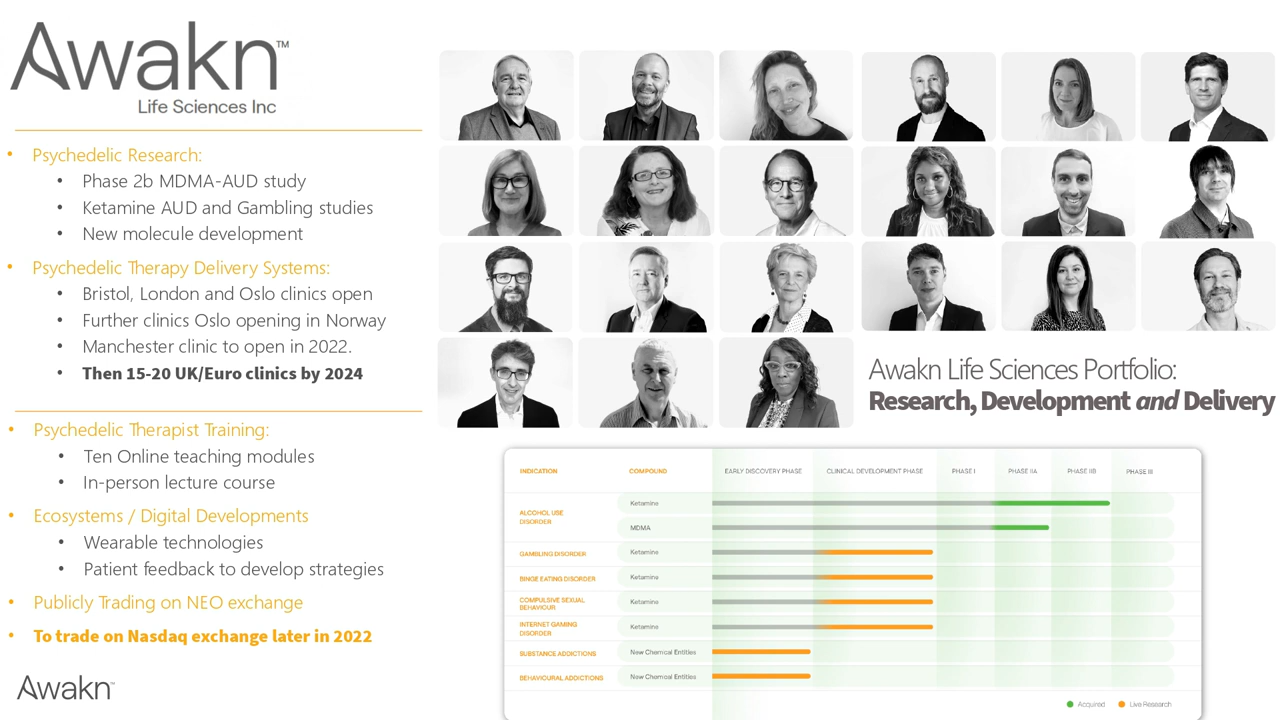 Awakn™
Life Sciences Inc
• Psychedelic Research:
• Phase 2b MDMA-AUD study
• Ketamine AUD and Gambling studies
• New molecule development
• Psychedelic Therapy Delivery Systems:
• Bristol, London and Oslo clinics open
• Further clinics Oslo opening in Norway
• Manchester clinic to open in 2022.
• Then 15-20 UK/Euro clinics by 2024
• Psychedelic Therapist Training:
• Ten Online teaching modules
• In-person lecture course
• Ecosystems / Digital Developments
• Wearable technologies
• Patient feedback to develop strategies
• Publicly Trading on NEO exchange
• To trade on Nasdaq exchange later in 2022
Awakn™
Awakn Life Sciences Portfolio:
Research, Development and Delivery
INDICATION COMPOUND EARLY DISCOVERY PHASE CLINICAL DEVELOPMENT PHASE PHASE I PHASE IIA PHASE IIB PHASE III
ALCOHOL USE
DISORDER
Ketamine
MDMA
GAMBLING DISORDER Ketamine
BINGE EATING DISORDER Ketamine
COMPULSIVE SEXUAL
BEHAVIOUR
Ketamine
INTERNET GAMING
DISORDER
Ketamine
SUBSTANCE ADDICTIONS New Chemical Entities
BEHAVIOURAL ADDICTIONS New Chemical Entities
Acquired Live Research